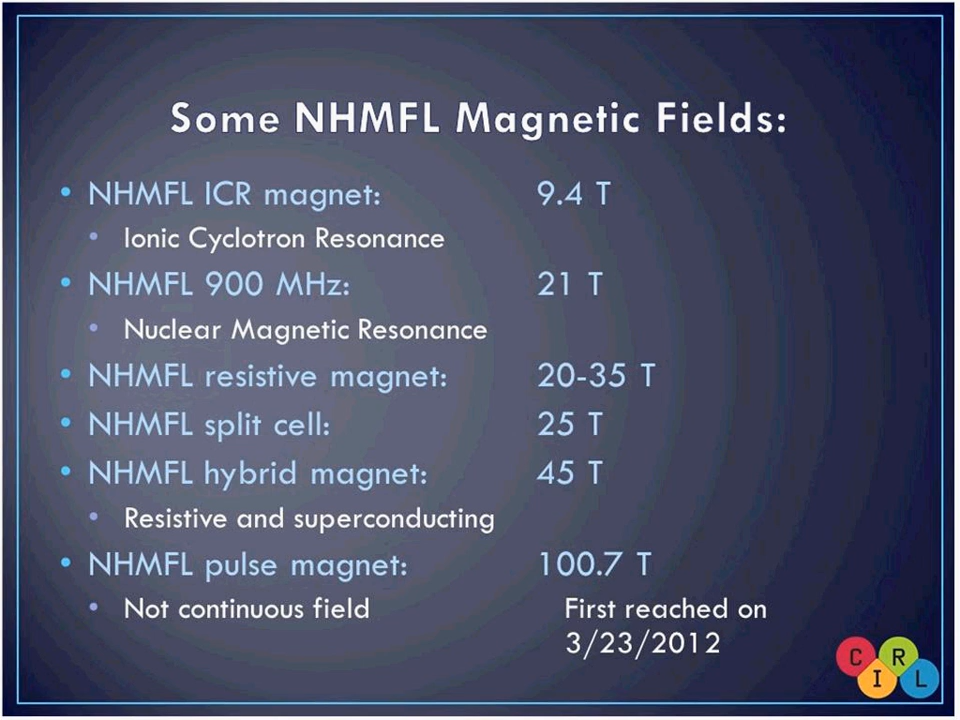 Some NHMFL Magnetic Fields:
• NHMFL ICR magnet: 9.4 T
• Ionic Cyclotron Resonance
• NHMFL 900 MHz: 21 T
• Nuclear Magnetic Resonance
• NHMFL resistive magnet: 20-35 T
• NHMFL split cell: 25 T
• NHMFL hybrid magnet: 45 T
• Resistive and superconducting
• NHMFL pulse magnet: 100.7 T
• Not continuous field First reached on
3/23/2012
C I R L